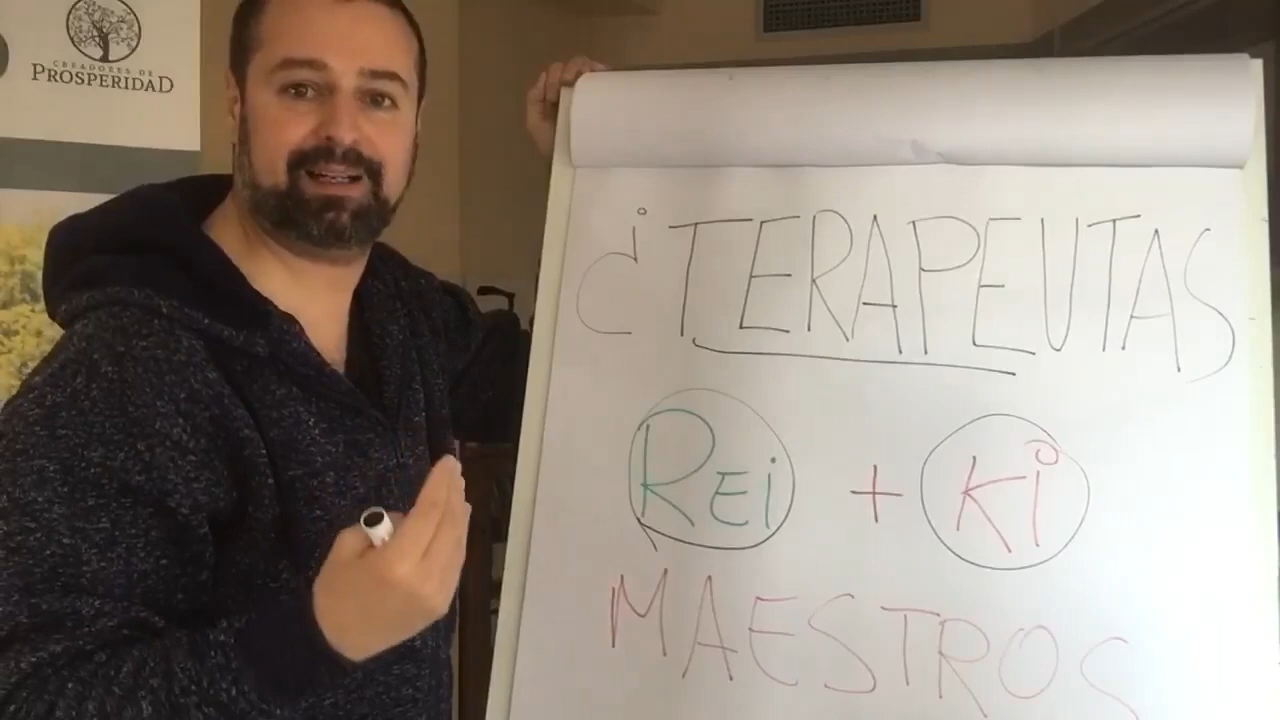 CREADORES DE
PROSPERIDAD
¿TERAPEUTAS
REi + Ki
MAESTROS